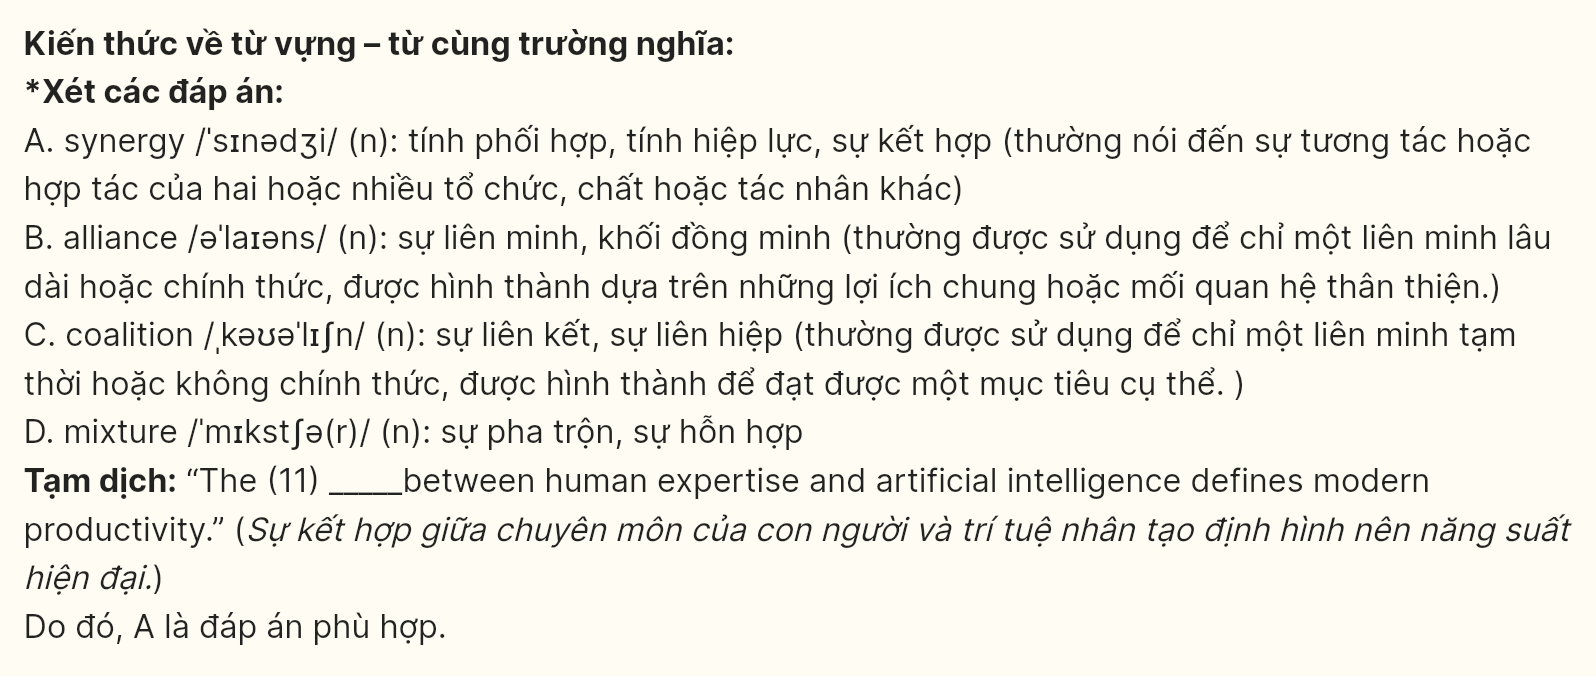 Kiến thức về từ vựng – từ cùng trường nghĩa:
*Xét các đáp án:
A. synergy /ˈsɪnədʒi/ (n): tính phối hợp, tính hiệp lực, sự kết hợp (thường nói đến sự tương tác hoặc
hợp tác của hai hoặc nhiều tổ chức, chất hoặc tác nhân khác)
B. alliance /əˈlaɪəns/ (n): sự liên minh, khối đồng minh (thường được sử dụng để chỉ một liên minh lâu
dài hoặc chính thức, được hình thành dựa trên những lợi ích chung hoặc mối quan hệ thân thiện.)
C. coalition /ˌkəʊəˈlɪʃn/ (n): sự liên kết, sự liên hiệp (thường được sử dụng để chỉ một liên minh tạm
thời hoặc không chính thức, được hình thành để đạt được một mục tiêu cụ thể. )
D. mixture /ˈmɪkstʃə(r)/ (n): sự pha trộn, sự hỗn hợp
Tạm dịch: “The (11) _____between human expertise and artificial intelligence defines modern
productivity.” (Sự kết hợp giữa chuyên môn của con người và trí tuệ nhân tạo định hình nên năng suất
hiện đại.)
Do đó, A là đáp án phù hợp.